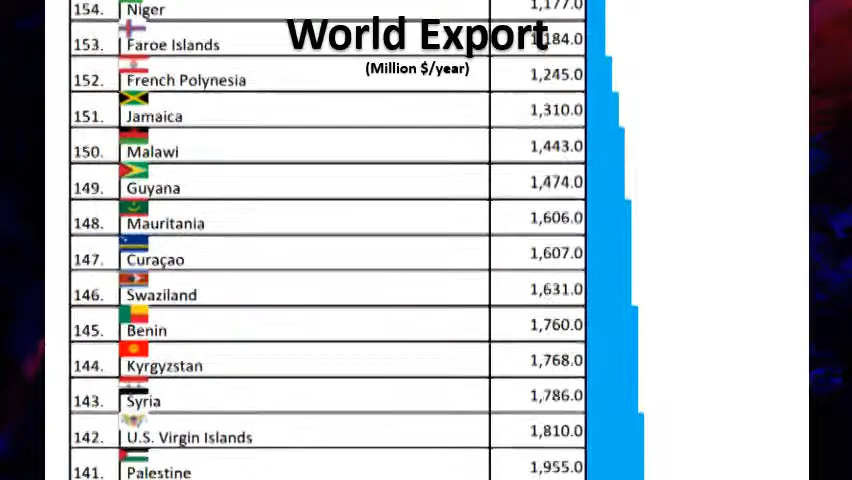 154. Niger 1,177.0
World Export
153. Faroe Islands 1,184.0
(Million $/year)
152. French Polynesia 1,245.0
151. Jamaica 1,310.0
150. Malawi 1,443.0
149. Guyana 1,474.0
148. Mauritania 1,606.0
147. Curaçao 1,607.0
146. Swaziland 1,631.0
145. Benin 1,760.0
144. Kyrgyzstan 1,768.0
143. Syria 1,786.0
142. U.S. Virgin Islands 1,810.0
141. Palestine 1,955.0